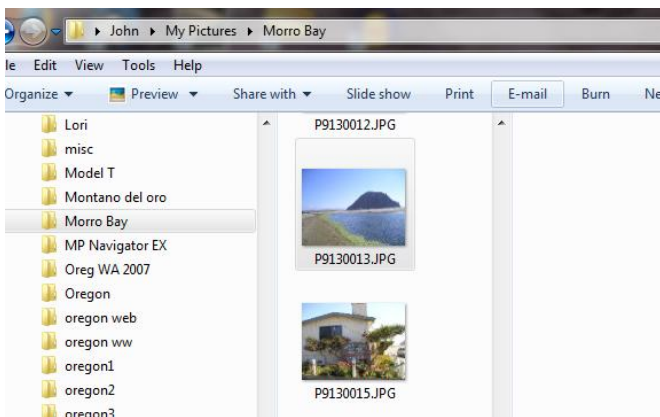 John ▸ My Pictures ▸ Morro Bay
le Edit View Tools Help
Organize Preview Share with Slide show Print E-mail Burn Ne
Lori
misc
Model T
Montano del oro
Morro Bay
MP Navigator EX
Oreg WA 2007
Oregon
oregon web
oregon ww
oregon1
oregon2
oregon3
P9130012.JPG
P9130013.JPG
P9130015.JPG